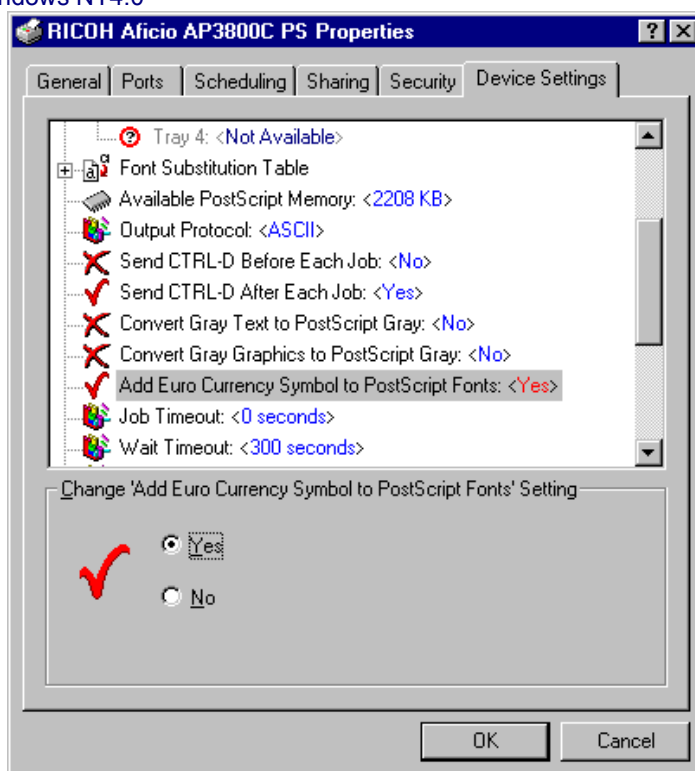 ndows NT4.0
RICOH Aficio AP3800C PS Properties
General Ports Scheduling Sharing Security Device Settings
Tray 4: <Not Available>
Font Substitution Table
Available PostScript Memory: <2208 KB>
Output Protocol: <ASCII>
Send CTRL-D Before Each Job: <No>
Send CTRL-D After Each Job: <Yes>
Convert Gray Text to PostScript Gray: <No>
Convert Gray Graphics to PostScript Gray: <No>
Add Euro Currency Symbol to PostScript Fonts: <Yes>
Job Timeout: <0 seconds>
Wait Timeout: <300 seconds>
Change 'Add Euro Currency Symbol to PostScript Fonts' Setting
Yes
No
OK Cancel